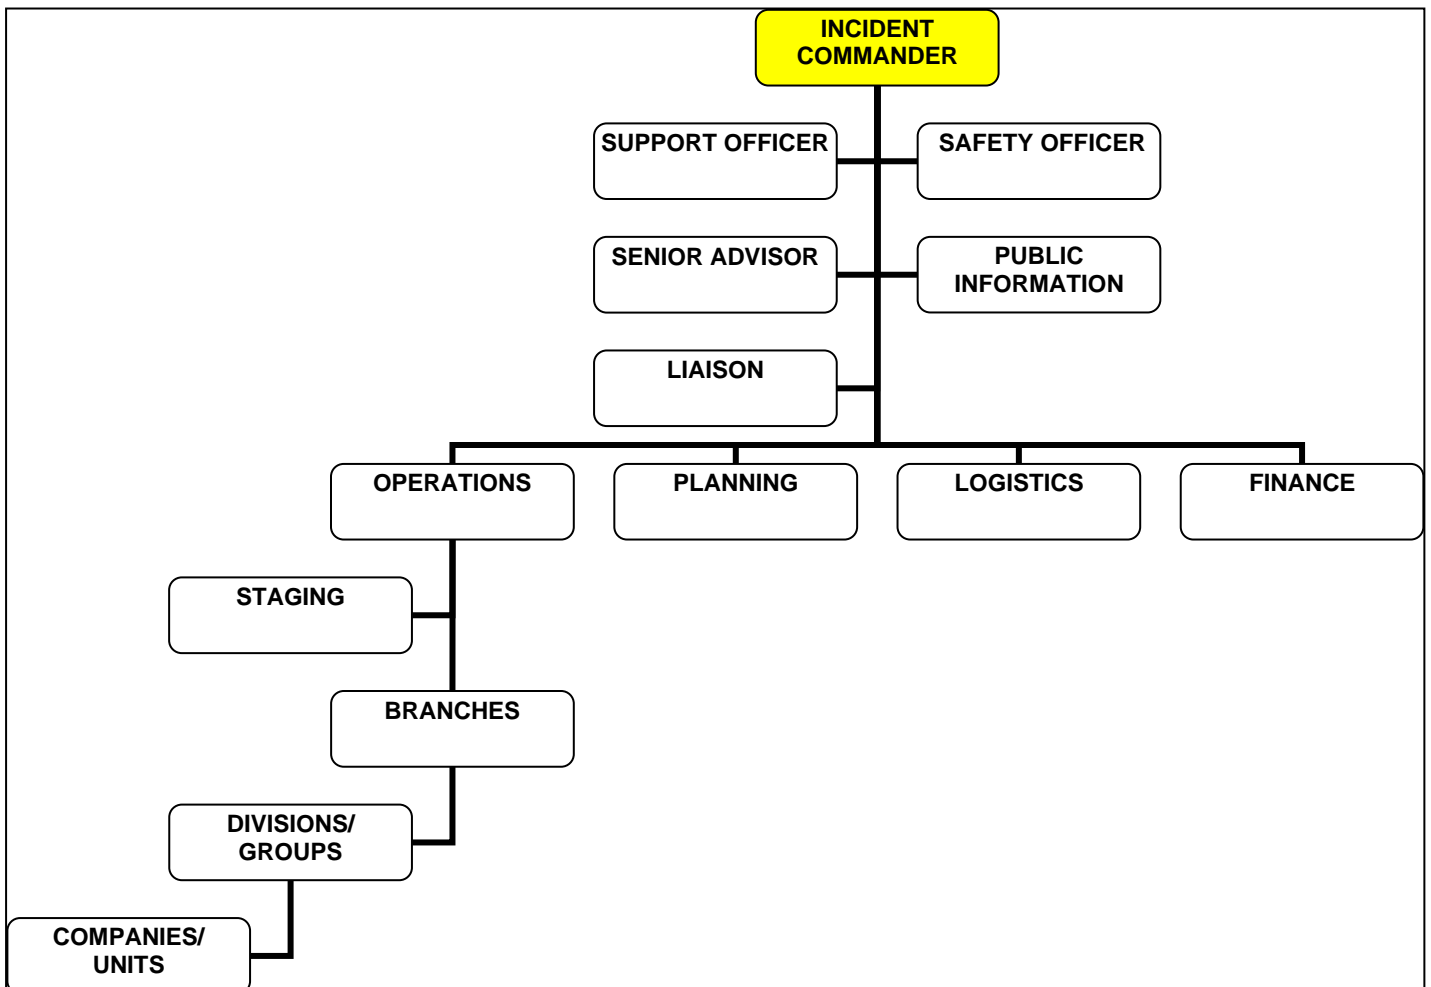 INCIDENT
COMMANDER
SUPPORT OFFICER
SAFETY OFFICER
SENIOR ADVISOR
PUBLIC
INFORMATION
LIAISON
OPERATIONS
PLANNING
LOGISTICS
FINANCE
STAGING
BRANCHES
DIVISIONS/
GROUPS
COMPANIES/
UNITS